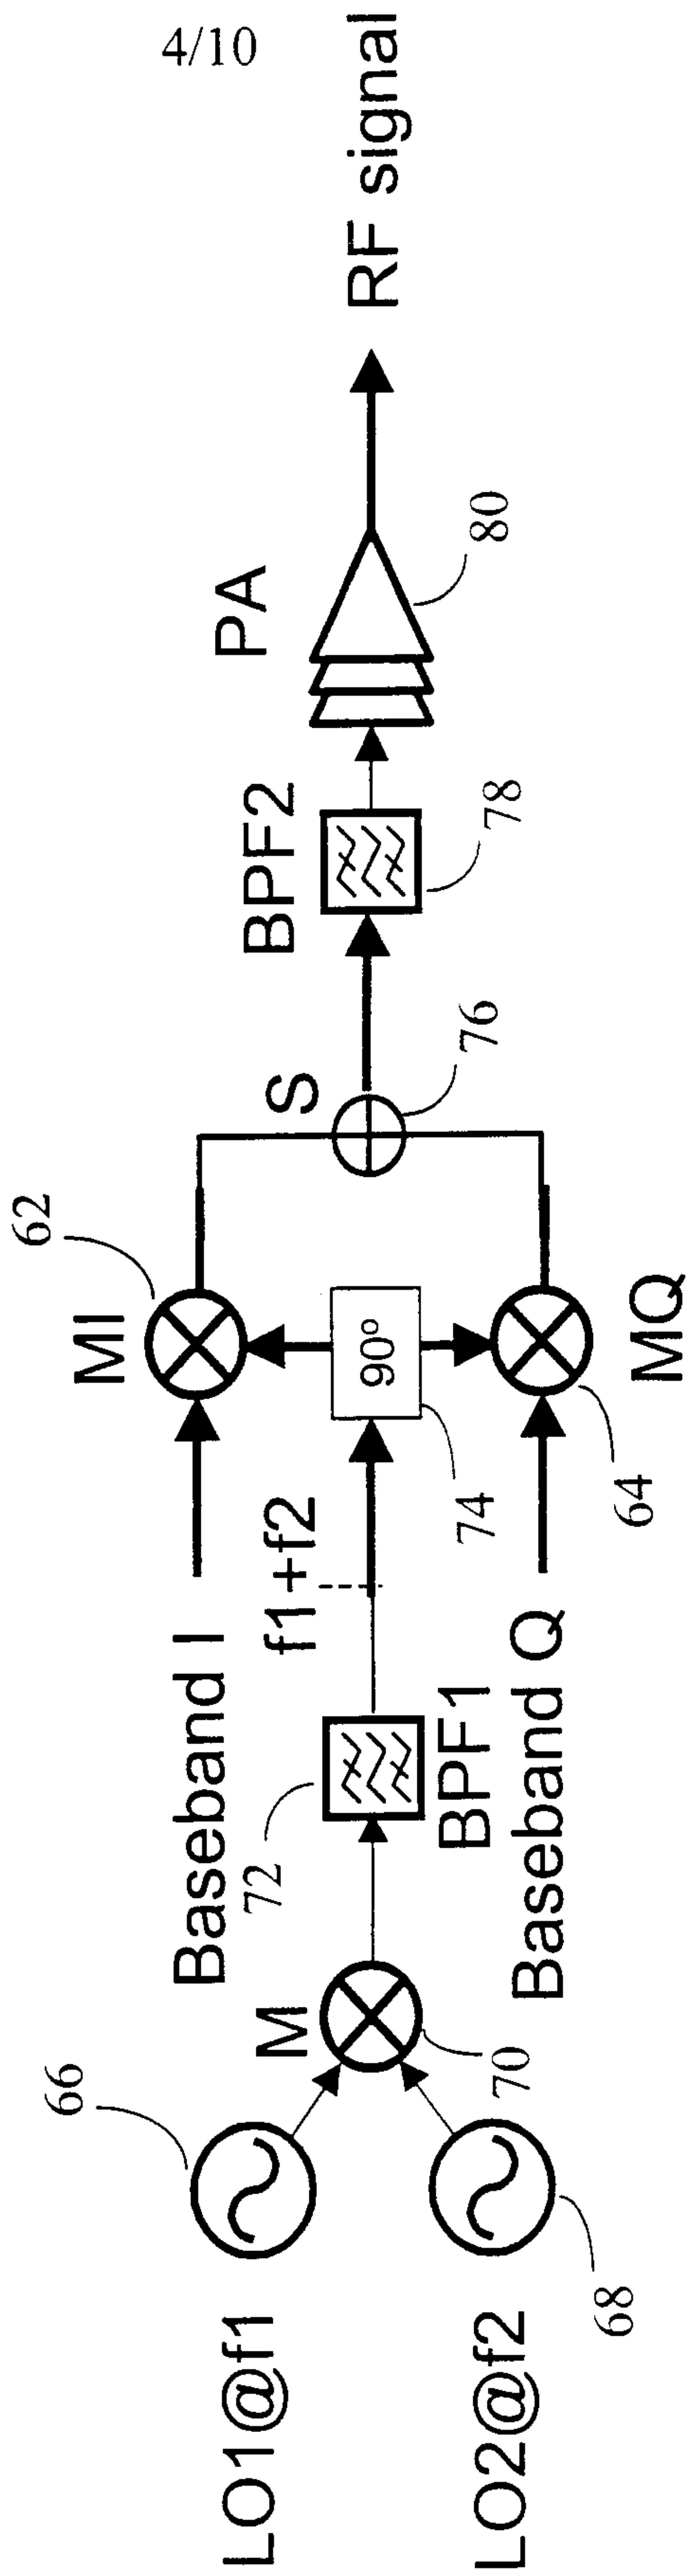 4/10
LO1@f1
66
LO2@f2
68
M
70
72
BPF1
f1+f2
Baseband I
Baseband Q
90º
74
MI
62
MQ
64
S
76
BPF2
78
PA
80
RF signal